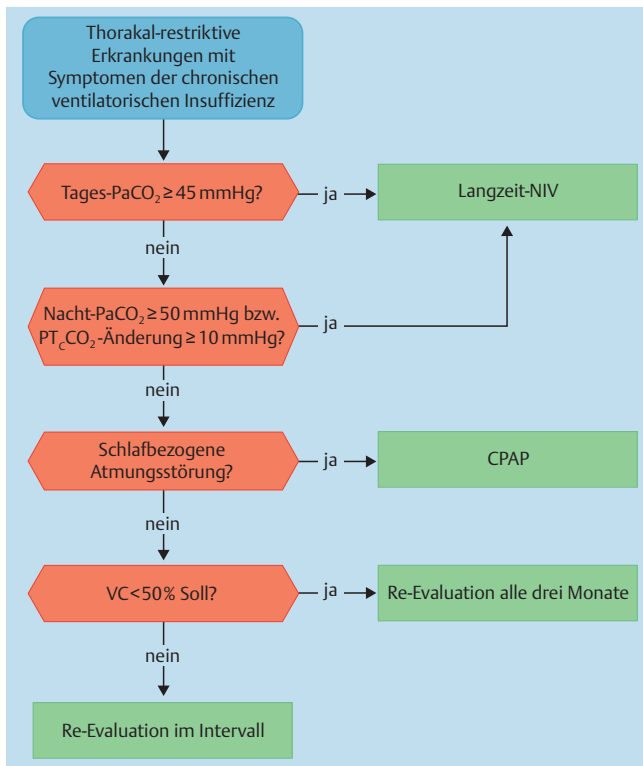 Thorakal-restriktive
Erkrankungen mit
Symptomen der chronischen
ventilatorischen Insuffizienz
Tages-PaCO₂ ≥ 45 mmHg?
ja
Langzeit-NIV
nein
Nacht-PaCO₂ ≥ 50 mmHg bzw.
PTcCO₂-Änderung ≥ 10 mmHg?
ja
nein
Schlafbezogene
Atmungsstörung?
ja
CPAP
nein
VC < 50 % Soll?
ja
Re-Evaluation alle drei Monate
nein
Re-Evaluation im Intervall